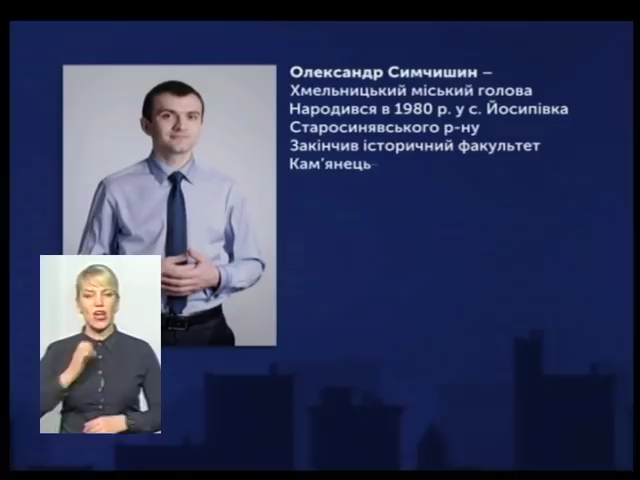 Олександр Симчишин –
Хмельницький міський голова
Народився в 1980 р. у с. Йосипівка
Старосинявського р-ну
Закінчив історичний факультет
Кам'янець-